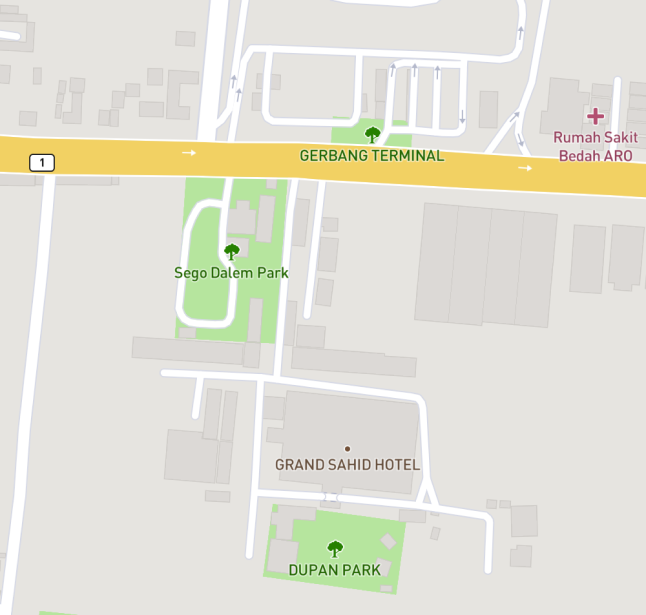 Rumah Sakit
Bedah ARO
GERBANG TERMINAL
1
Sego Dalem Park
GRAND SAHID HOTEL
DUPAN PARK